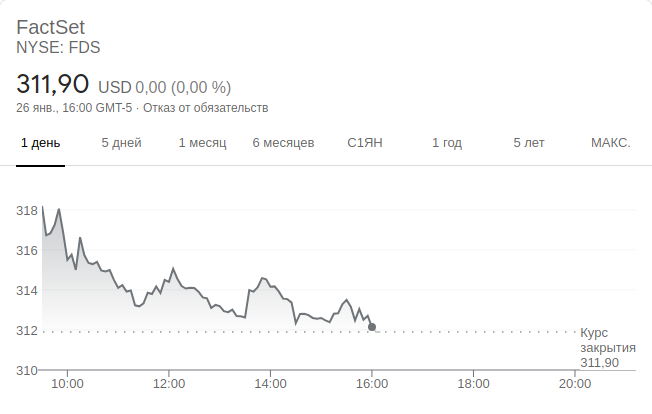 FactSet
NYSE: FDS
311,90 USD 0,00 (0,00 %)
26 янв., 16:00 GMT-5 · Отказ от обязательств
1 день 5 дней 1 месяц 6 месяцев С1ЯН 1 год 5 лет МАКС.
318
316
314
312
310
Курс
закрытия
311,90
10:00 12:00 14:00 16:00 18:00 20:00